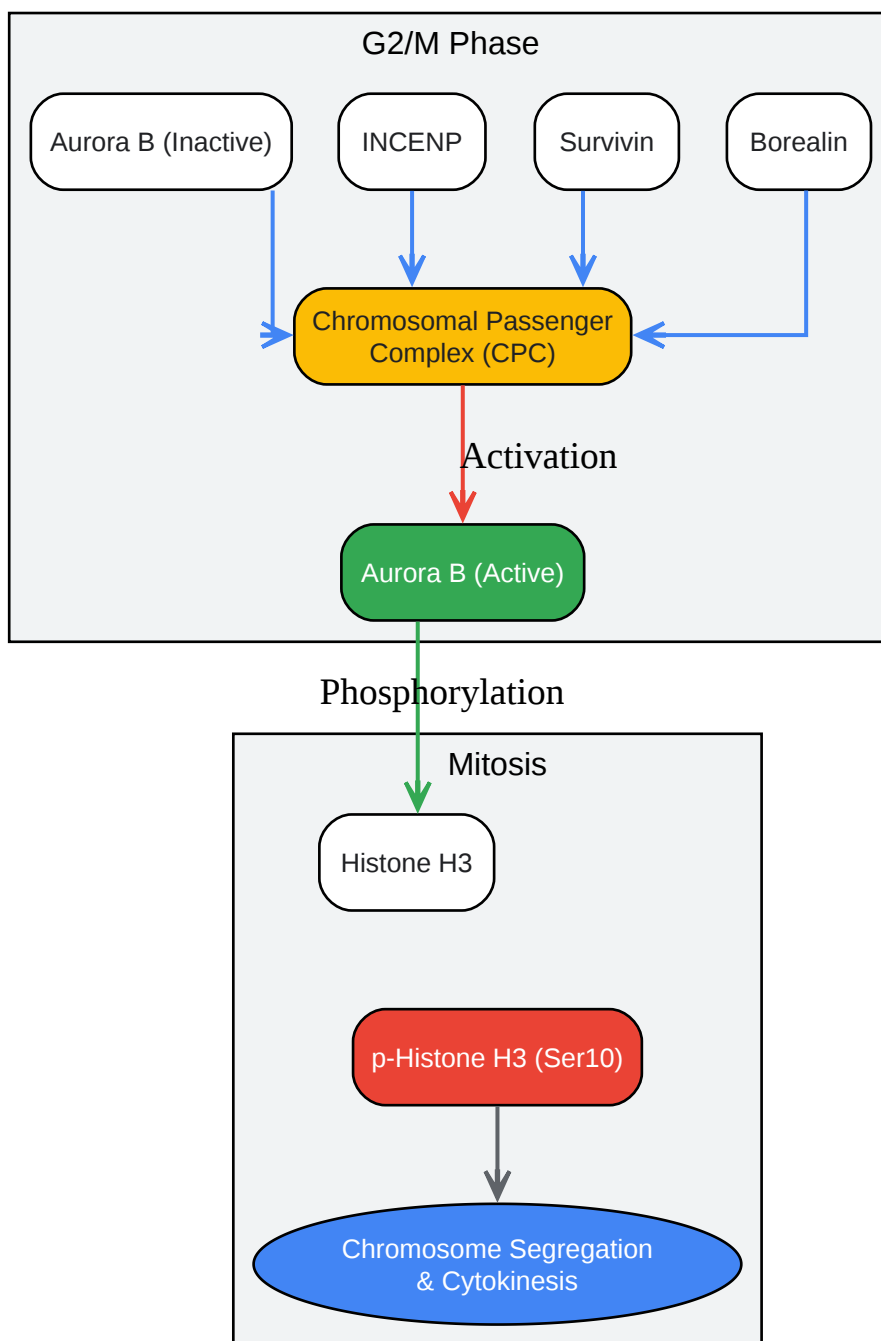 G2/M Phase
Aurora B (Inactive)
INCENP
Survivin
Borealin
Chromosomal Passenger
Complex (CPC)
Activation
Aurora B (Active)
Phosphorylation
Mitosis
Histone H3
p-Histone H3 (Ser10)
Chromosome Segregation
& Cytokinesis